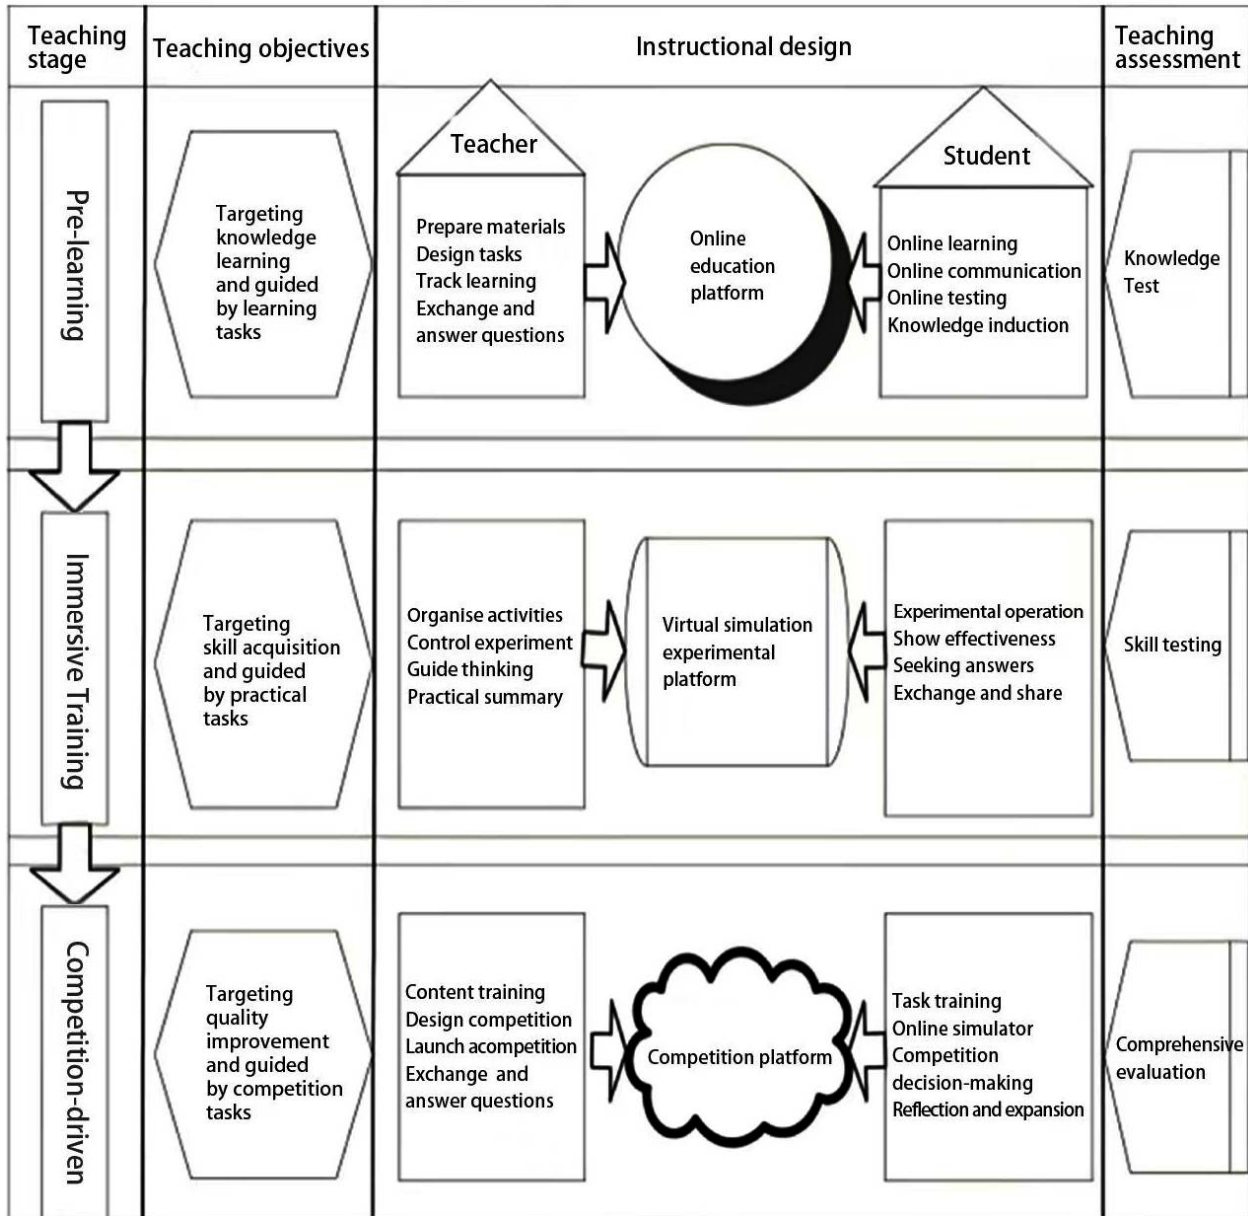 Teaching
stage
Teaching objectives
Instructional design
Teaching
assessment
Pre-learning
Targeting
knowledge
learning
and guided
by learning
tasks
Teacher
Prepare materials
Design tasks
Track learning
Exchange and
answer questions
Online
education
platform
Student
Online learning
Online communication
Online testing
Knowledge induction
Knowledge
Test
Immersive Training
Targeting
skill acquisition
and guided
by practical
tasks
Organise activities
Control experiment
Guide thinking
Practical summary
Virtual simulation
experimental
platform
Experimental operation
Show effectiveness
Seeking answers
Exchange and share
Skill testing
Competition-driven
Targeting
quality
improvement
and guided
by competition
tasks
Content training
Design competition
Launch acompetition
Exchange and
answer questions
Competition platform
Task training
Online simulator
Competition
decision-making
Reflection and expansion
Comprehensive
evaluation